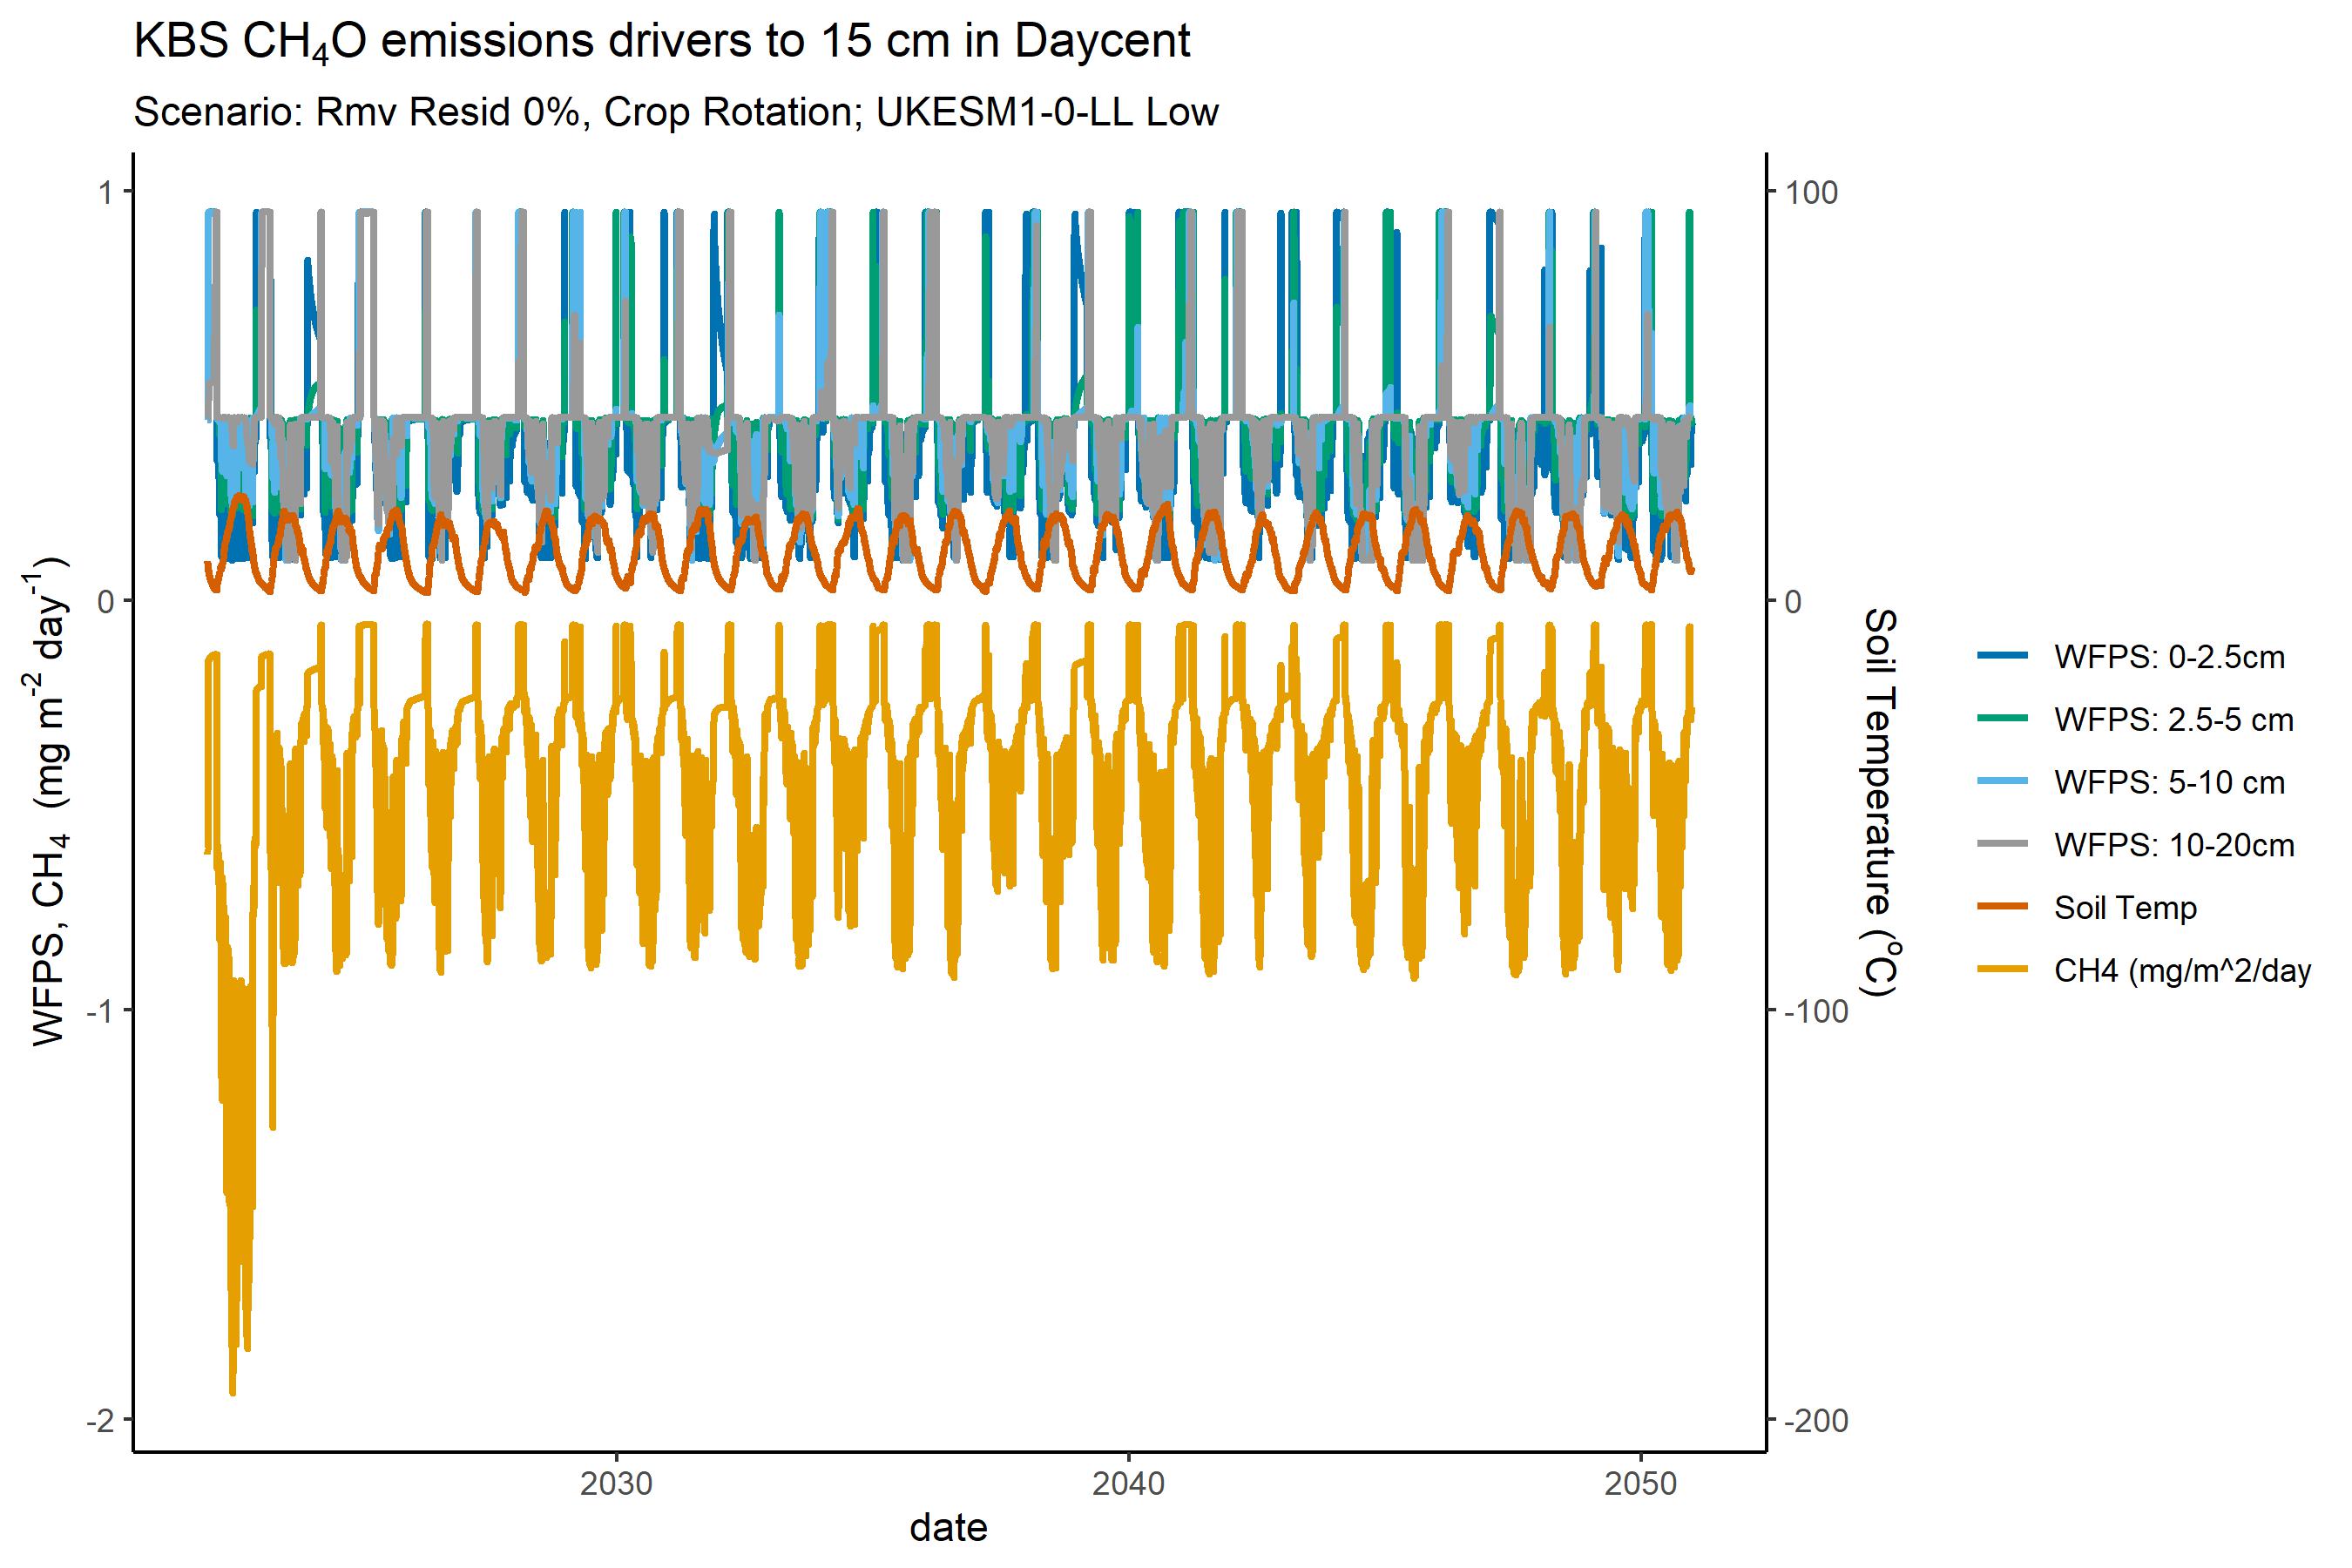 KBS CH₄O emissions drivers to 15 cm in Daycent
Scenario: Rmv Resid 0%, Crop Rotation; UKESM1-0-LL Low
1
0
-1
-2
WFPS, CH₄ (mg m⁻² day⁻¹)
100
0
-100
-200
Soil Temperature (⁰C)
2030
2040
2050
date
WFPS: 0-2.5cm
WFPS: 2.5-5 cm
WFPS: 5-10 cm
WFPS: 10-20cm
Soil Temp
CH4 (mg/m^2/day